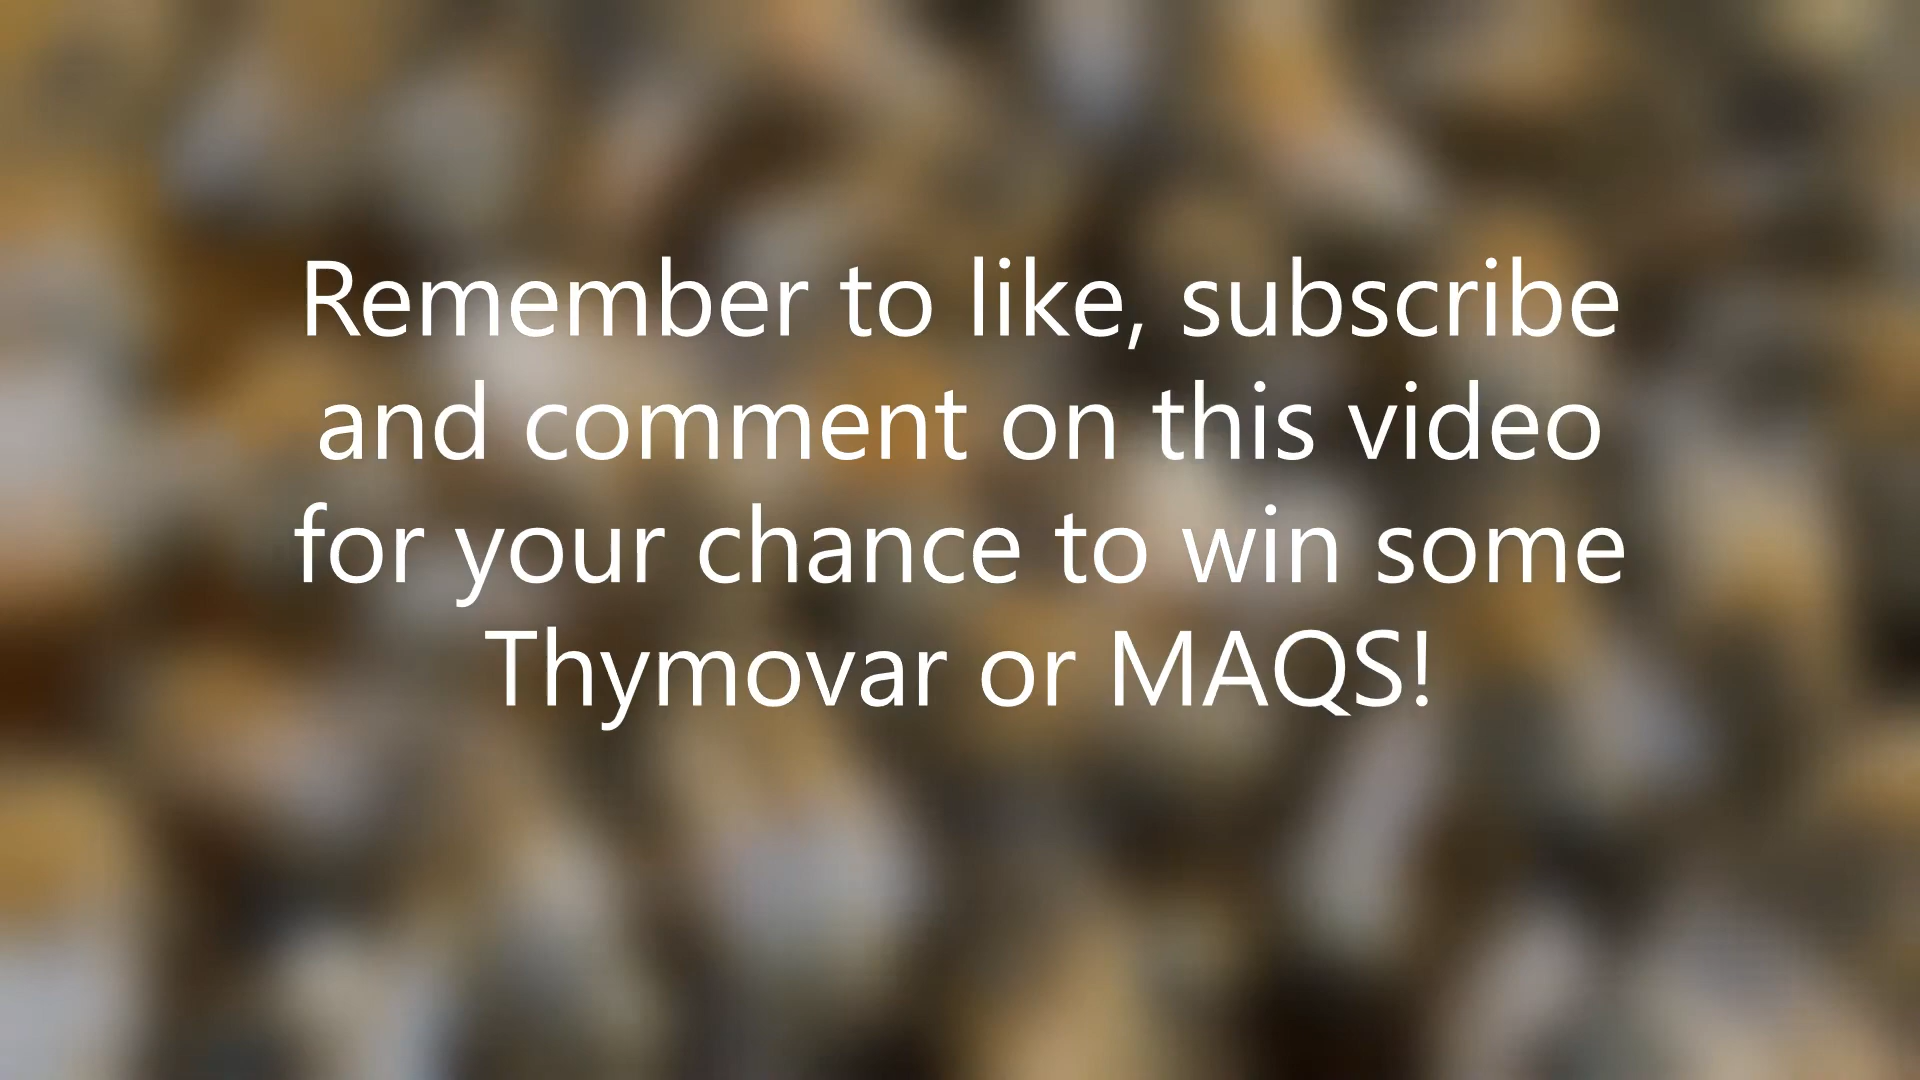 Remember to like, subscribe
and comment on this video
for your chance to win some
Thymovar or MAQS!